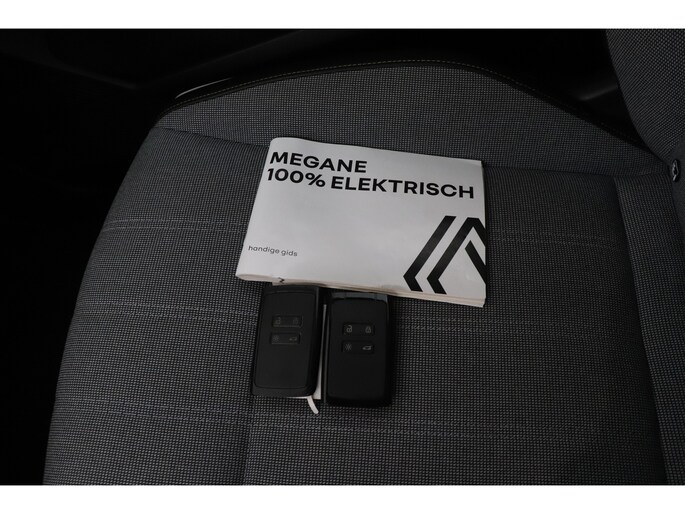 MEGANE
100% ELEKTRISCH
handige gids